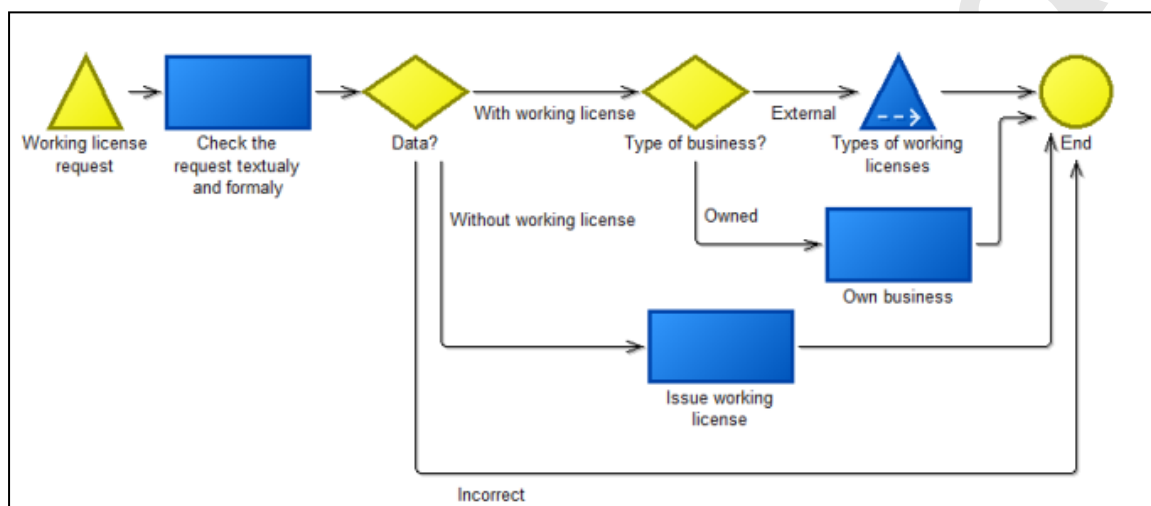 With working license
External
Working license
request
Check the
request textualy
and formaly
Data?
Type of business?
Types of working
licenses
End
Without working license
Owned
Own business
Issue working
license
Incorrect